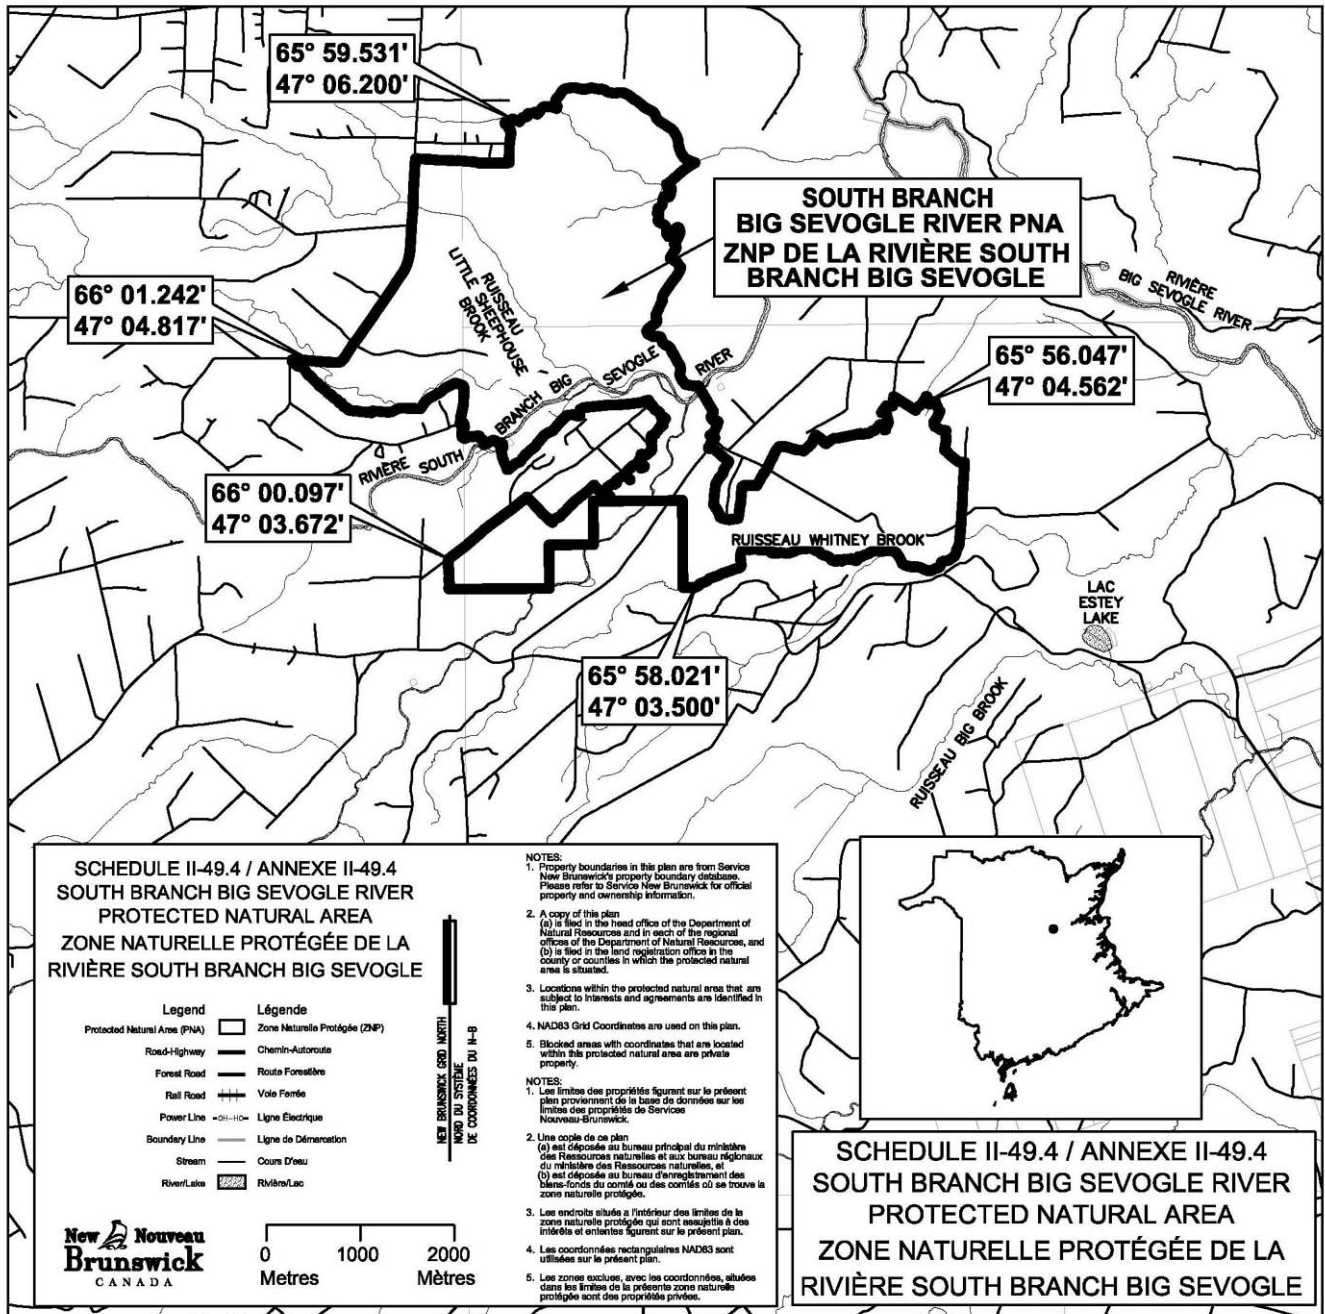 65° 59.531'
47° 06.200'
SOUTH BRANCH
BIG SEVOGLE RIVER PNA
ZNP DE LA RIVIÈRE SOUTH
BRANCH BIG SEVOGLE
RIVIÈRE
BIG SEVOGLE RIVER
RUISSEAU
LITTLE SHEEPHOUSE
BROOK
66° 01.242'
47° 04.817'
65° 56.047'
47° 04.562'
RIVIÈRE SOUTH BRANCH BIG SEVOGLE RIVER
66° 00.097'
47° 03.672'
RUISSEAU WHITNEY BROOK
LAC
ESTEY
LAKE
65° 58.021'
47° 03.500'
RUISSEAU BIG BROOK
SCHEDULE II-49.4 / ANNEXE II-49.4
SOUTH BRANCH BIG SEVOGLE RIVER
PROTECTED NATURAL AREA
ZONE NATURELLE PROTÉGÉE DE LA
RIVIÈRE SOUTH BRANCH BIG SEVOGLE
Legend Légende
Protected Natural Area (PNA) Zone Naturelle Protégée (ZNP)
Road-Highway Chemin-Autoroute
Forest Road Route Forestière
Rail Road Voie Ferrée
Power Line -OH-HO- Ligne Électrique
Boundary Line Ligne de Démarcation
Stream Cours D'eau
River/Lake Rivière/Lac
NEW BRUNSWICK GRID NORTH
NORD DU SYSTÈME
DE COORDONNÉES DU N-B
New Nouveau
Brunswick
CANADA
0 1000 2000
Metres Mètres
NOTES:
1. Property boundaries in this plan are from Service
New Brunswick's property boundary database.
Please refer to Service New Brunswick for official
property and ownership information.
2. A copy of this plan
(a) is filed in the head office of the Department of
Natural Resources and in each of the regional
offices of the Department of Natural Resources, and
(b) is filed in the land registration office in the
county or counties in which the protected natural
area is situated.
3. Locations within the protected natural area that are
subject to interests and agreements are identified in
this plan.
4. NAD83 Grid Coordinates are used on this plan.
5. Blocked areas with coordinates that are located
within this protected natural area are private
property.
NOTES:
1. Les limites des propriétés figurant sur le présent
plan proviennent de la base de données sur les
limites des propriétés de Services
Nouveau-Brunswick.
2. Une copie de ce plan
(a) est déposée au bureau principal du ministère
des Ressources naturelles et aux bureau régionaux
du ministère des Ressources naturelles, et
(b) est déposée au bureau d'enregistrement des
biens-fonds du comté ou des comtés où se trouve la
zone naturelle protégée.
3. Les endroits situés a l'intérieur des limites de la
zone naturelle protégée qui sont assujettis à des
intérêts et ententes figurent sur le présent plan.
4. Les coordonnées rectangulaires NAD83 sont
utilisées sur le présent plan.
5. Les zones exclues, avec les coordonnées, situées
dans les limites de la présente zone naturelle
protégée sont des propriétés privées.
SCHEDULE II-49.4 / ANNEXE II-49.4
SOUTH BRANCH BIG SEVOGLE RIVER
PROTECTED NATURAL AREA
ZONE NATURELLE PROTÉGÉE DE LA
RIVIÈRE SOUTH BRANCH BIG SEVOGLE